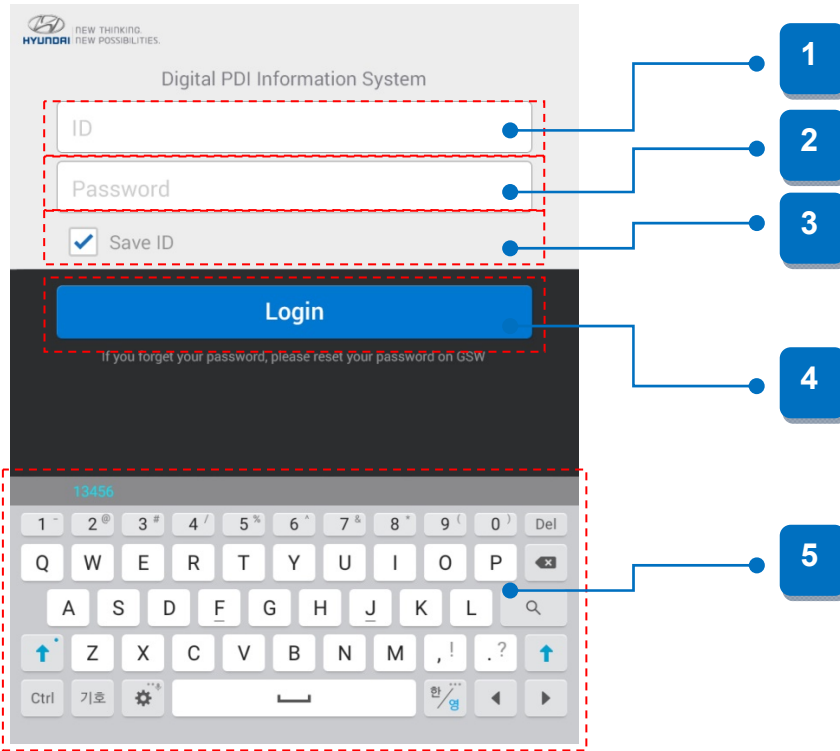 HYUNDAI NEW THINKING. NEW POSSIBILITIES.
Digital PDI Information System
ID
Password
Save ID
Login
If you forget your password, please reset your password on GSW
1
2
3
4
5
13456
1 - 2 @ 3 # 4 / 5 % 6 ^ 7 & 8 * 9 ( 0 ) Del
Q W E R T Y U I O P
A S D F G H J K L
Z X C V B N M , ! . ?
Ctrl 기호 한/영